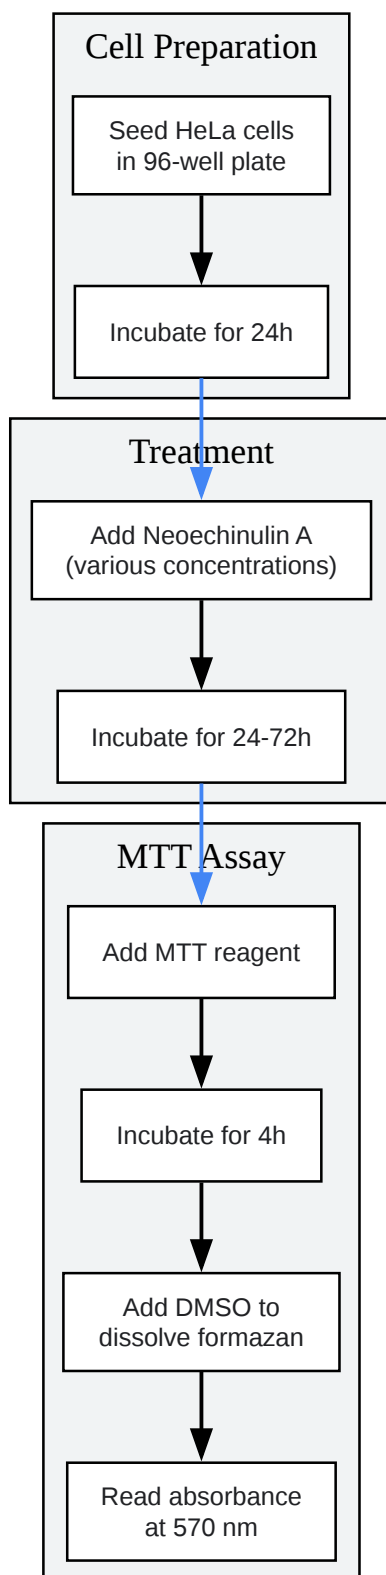 Cell Preparation
Seed HeLa cells
in 96-well plate
Incubate for 24h
Treatment
Add Neoechinulin A
(various concentrations)
Incubate for 24-72h
MTT Assay
Add MTT reagent
Incubate for 4h
Add DMSO to
dissolve formazan
Read absorbance
at 570 nm